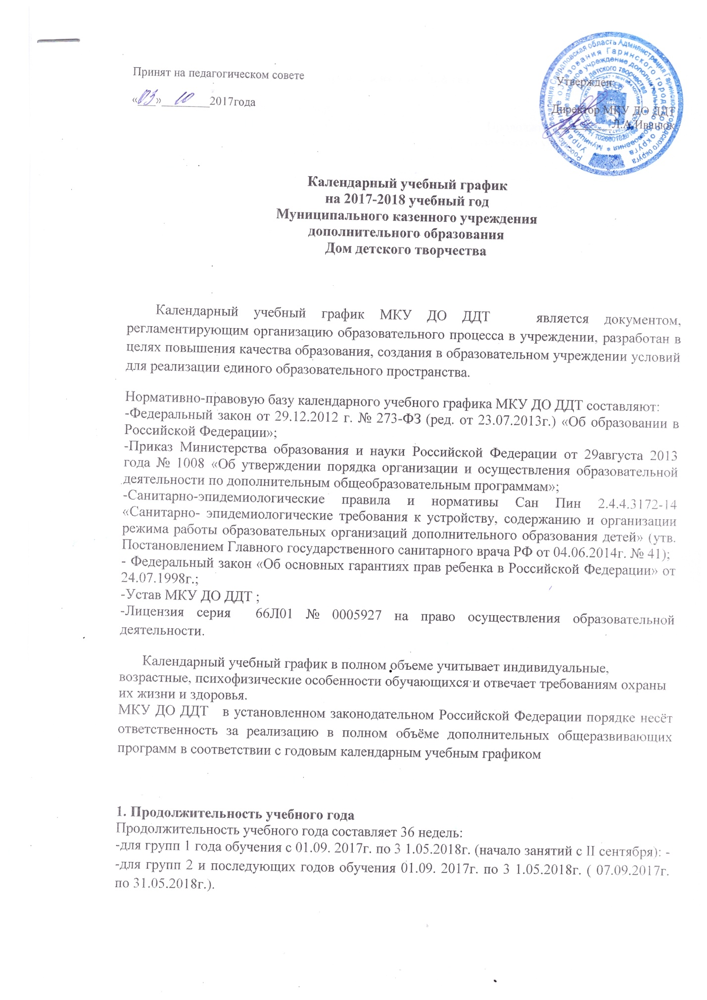 Принят на педагогическом совете
«03» 10 2017года
Утвержден:
Директор МКУ ДО ДДТ
Л.А.Иванюк
Календарный учебный график
на 2017-2018 учебный год
Муниципального казенного учреждения
дополнительного образования
Дом детского творчества
Календарный учебный график МКУ ДО ДДТ является документом,
регламентирующим организацию образовательного процесса в учреждении, разработан в
целях повышения качества образования, создания в образовательном учреждении условий
для реализации единого образовательного пространства.
Нормативно-правовую базу календарного учебного графика МКУ ДО ДДТ составляют:
-Федеральный закон от 29.12.2012 г. № 273-ФЗ (ред. от 23.07.2013г.) «Об образовании в
Российской Федерации»;
-Приказ Министерства образования и науки Российской Федерации от 29августа 2013
года № 1008 «Об утверждении порядка организации и осуществления образовательной
деятельности по дополнительным общеобразовательным программам»;
-Санитарно-эпидемиологические правила и нормативы Сан Пин 2.4.4.3172-14
«Санитарно- эпидемиологические требования к устройству, содержанию и организации
режима работы образовательных организаций дополнительного образования детей» (утв.
Постановлением Главного государственного санитарного врача РФ от 04.06.2014г. № 41);
- Федеральный закон «Об основных гарантиях прав ребенка в Российской Федерации» от
24.07.1998г.;
-Устав МКУ ДО ДДТ ;
-Лицензия серия 66Л01 № 0005927 на право осуществления образовательной
деятельности.
Календарный учебный график в полном объеме учитывает индивидуальные,
возрастные, психофизические особенности обучающихся и отвечает требованиям охраны
их жизни и здоровья.
МКУ ДО ДДТ в установленном законодательном Российской Федерации порядке несёт
ответственность за реализацию в полном объёме дополнительных общеразвивающих
программ в соответствии с годовым календарным учебным графиком
1. Продолжительность учебного года
Продолжительность учебного года составляет 36 недель:
-для групп 1 года обучения с 01.09. 2017г. по 3 1.05.2018г. (начало занятий с II сентября): -
-для групп 2 и последующих годов обучения 01.09. 2017г. по 3 1.05.2018г. ( 07.09.2017г.
по 31.05.2018г.).